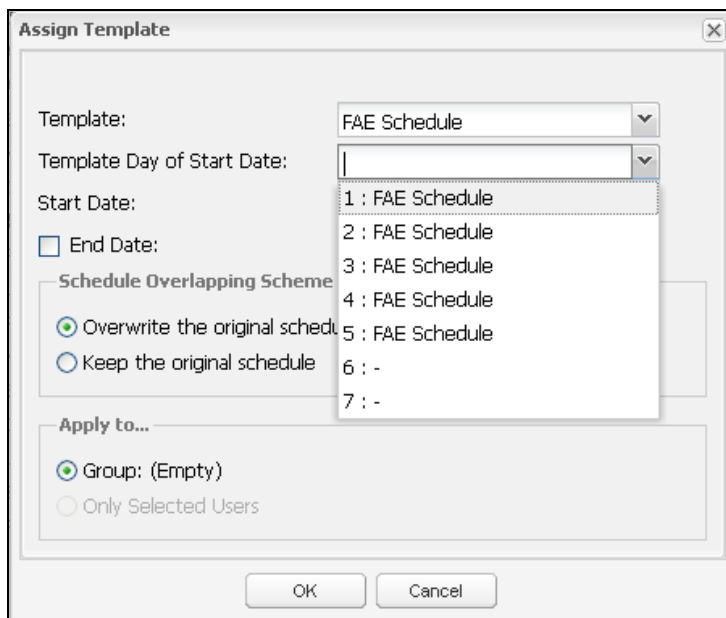 Assign Template
Template:
FAE Schedule
Template Day of Start Date:
1 : FAE Schedule
Start Date:
2 : FAE Schedule
3 : FAE Schedule
End Date:
4 : FAE Schedule
Schedule Overlapping Scheme
5 : FAE Schedule
Overwrite the original schedu
6 : -
Keep the original schedule
7 : -
Apply to...
Group: (Empty)
Only Selected Users
OK
Cancel